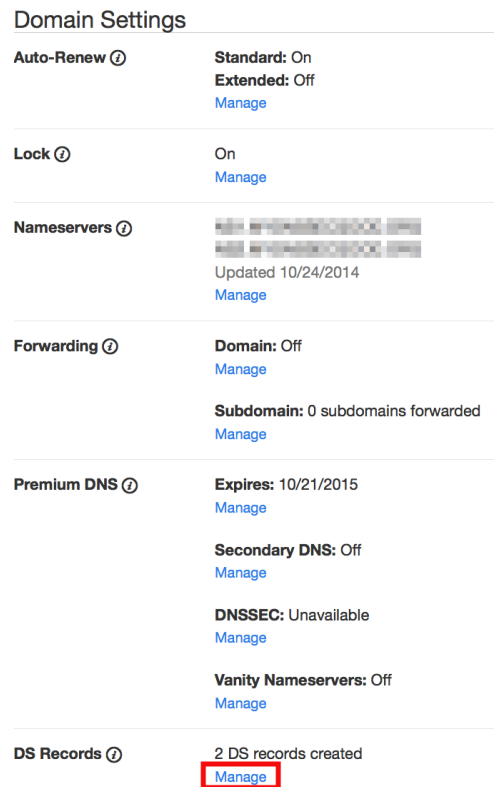 Domain Settings
Auto-Renew Standard: On
Extended: Off
Manage
Lock On
Manage
Nameservers
Updated 10/24/2014
Manage
Forwarding Domain: Off
Manage
Subdomain: 0 subdomains forwarded
Manage
Premium DNS Expires: 10/21/2015
Manage
Secondary DNS: Off
Manage
DNSSEC: Unavailable
Manage
Vanity Nameservers: Off
Manage
DS Records 2 DS records created
Manage